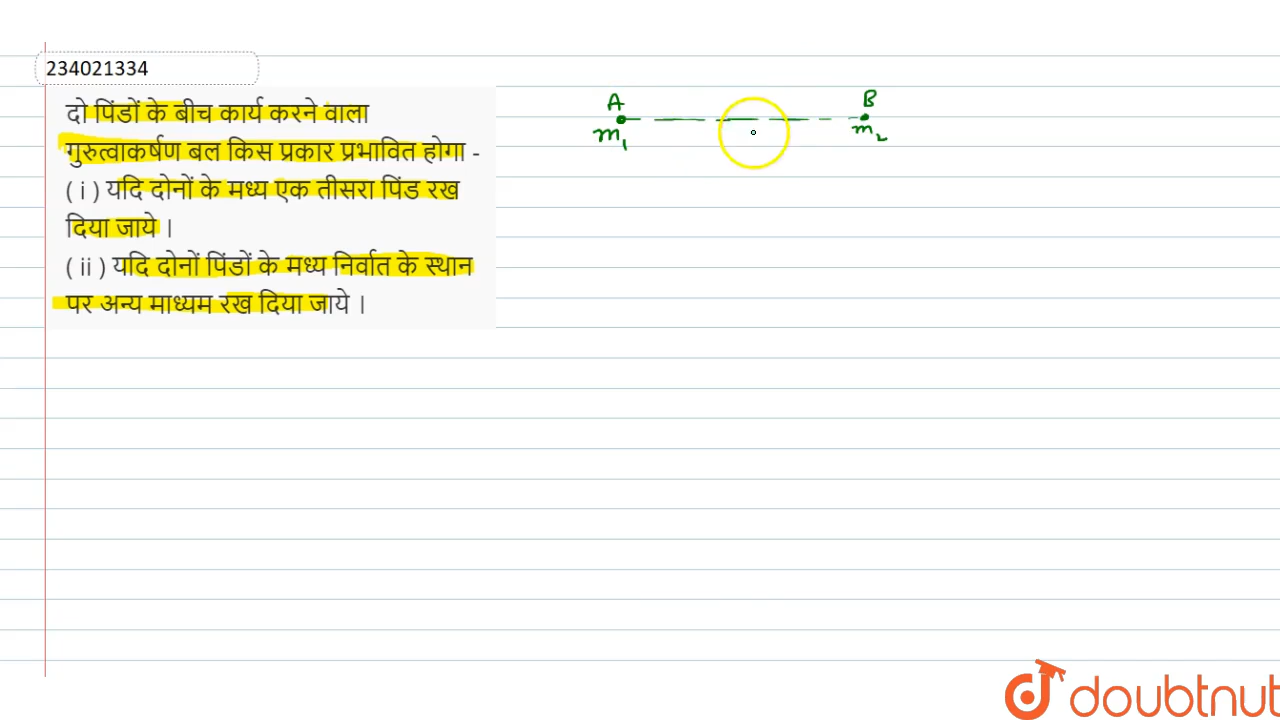 234021334
दो पिंडों के बीच कार्य करने वाला
गुरुत्वाकर्षण बल किस प्रकार प्रभावित होगा -
( i ) यदि दोनों के मध्य एक तीसरा पिंड रख
दिया जाये ।
( ii ) यदि दोनों पिंडों के मध्य निर्वात के स्थान
पर अन्य माध्यम रख दिया जाये ।
A B
m₁ m₂
doubtnut